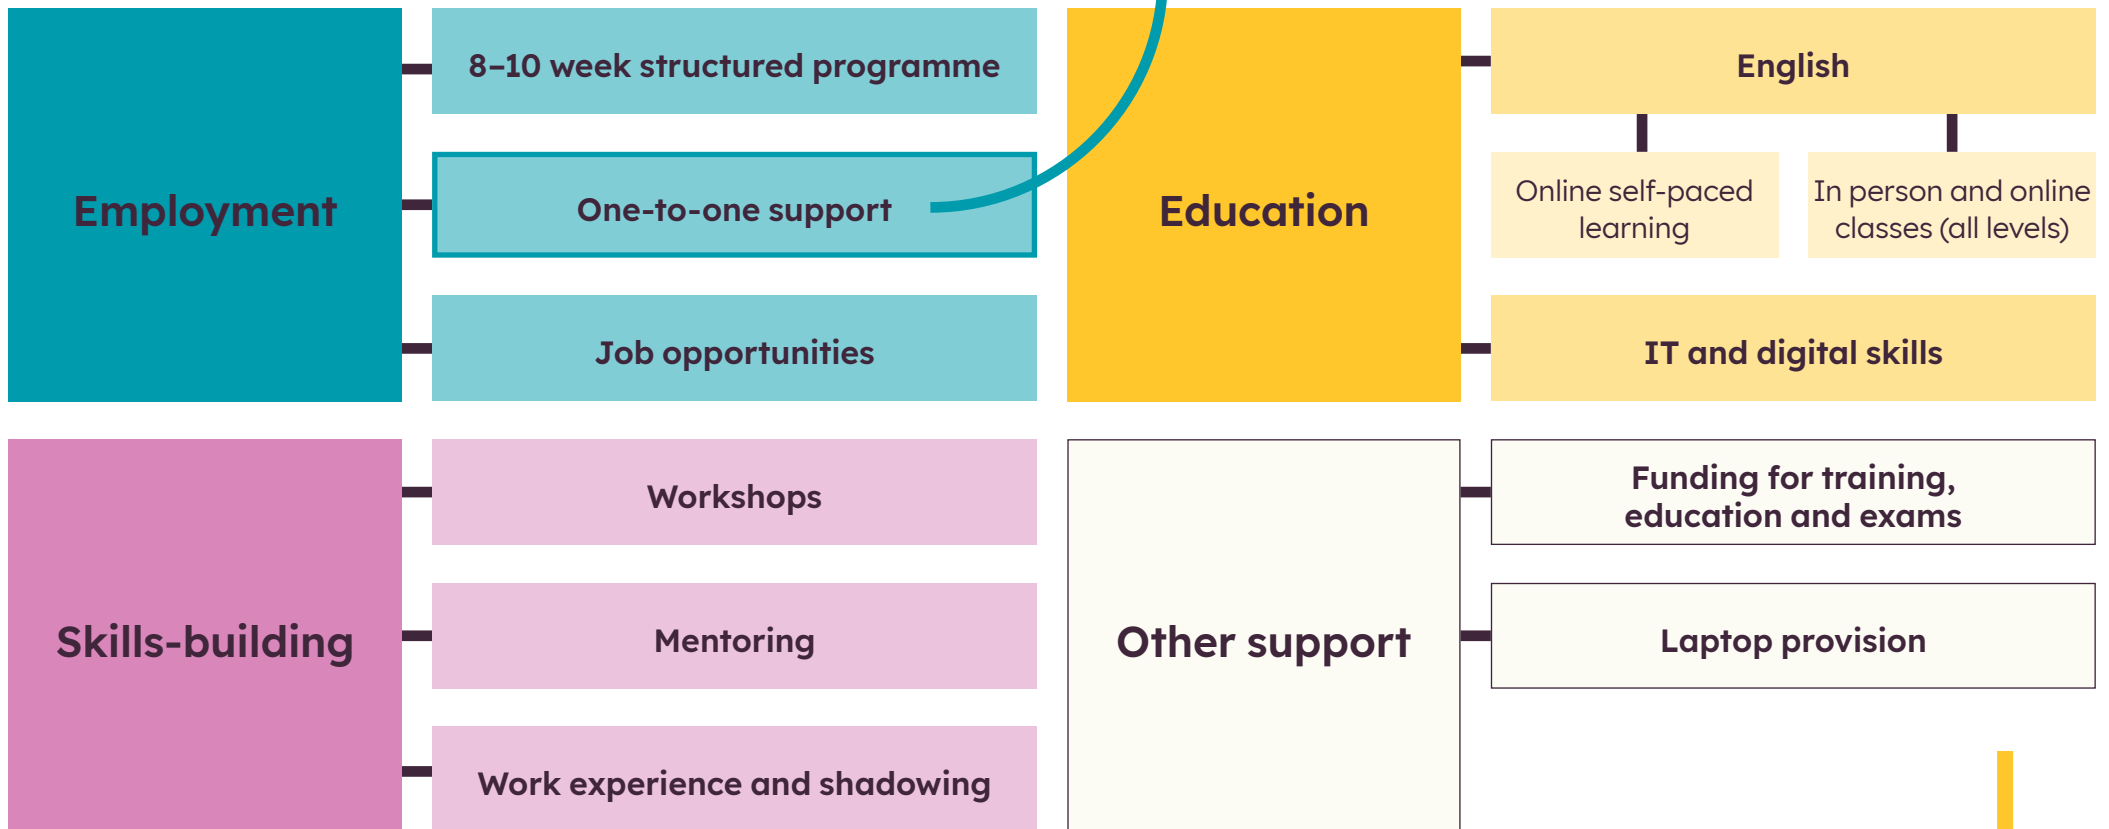 Employment
8–10 week structured programme
One-to-one support
Job opportunities
Education
English
Online self-paced
learning
In person and online
classes (all levels)
IT and digital skills
Skills-building
Workshops
Mentoring
Work experience and shadowing
Other support
Funding for training,
education and exams
Laptop provision